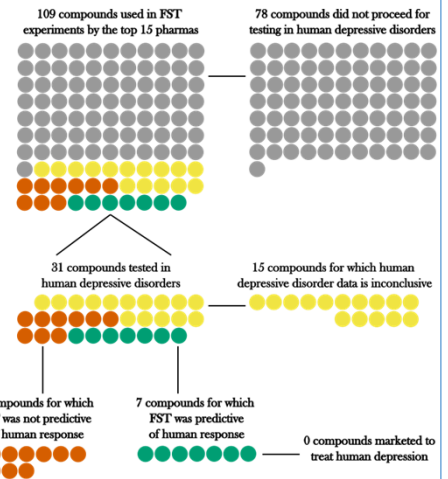 109 compounds used in FST
experiments by the top 15 pharmas
78 compounds did not proceed for
testing in human depressive disorders
31 compounds tested in
human depressive disorders
15 compounds for which human
depressive disorder data is inconclusive
for which
was not predictive
human response
7 compounds for which
FST was predictive
of human response
0 compounds marketed to
treat human depression